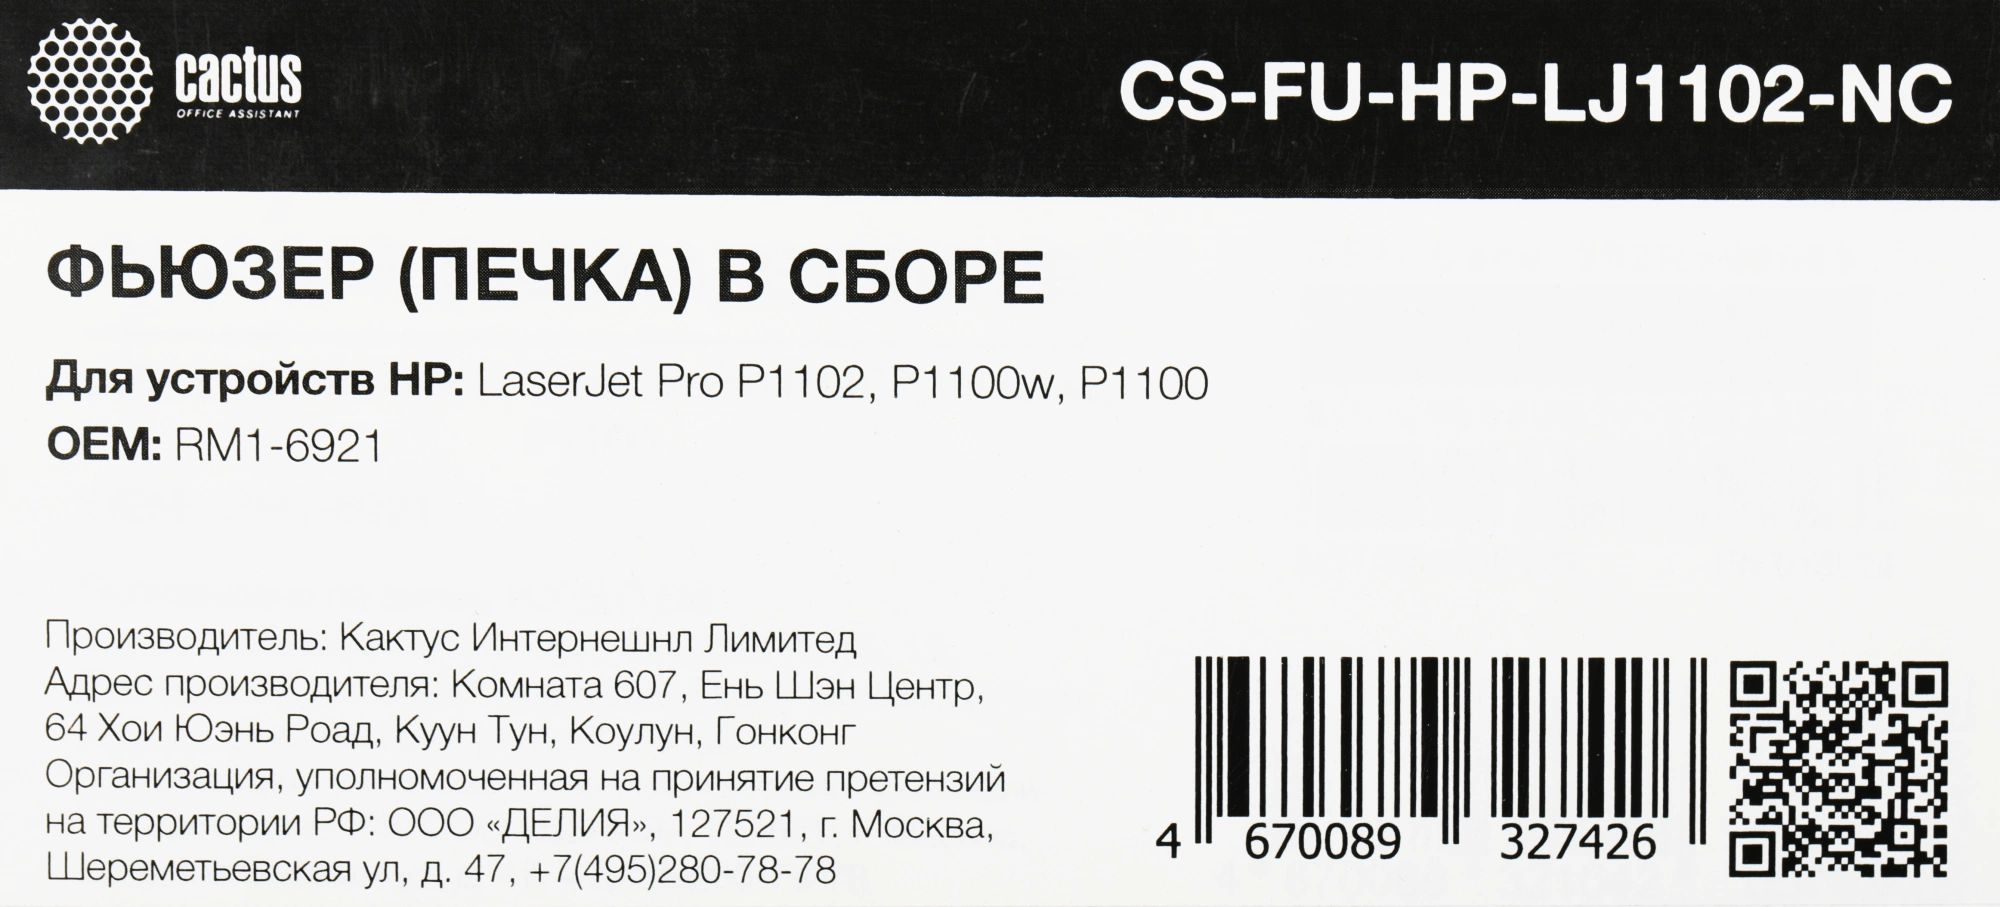 cactus
OFFICE ASSISTANT
CS-FU-HP-LJ1102-NC
ФЬЮЗЕР (ПЕЧКА) В СБОРЕ
Для устройств HP: LaserJet Pro P1102, P1100w, P1100
OEM: RM1-6921
Производитель: Кактус Интернешнл Лимитед
Адрес производителя: Комната 607, Ень Шэн Центр,
64 Хои Юэнь Роад, Куун Тун, Коулун, Гонконг
Организация, уполномоченная на принятие претензий
на территории РФ: ООО «ДЕЛИЯ», 127521, г. Москва,
Шереметьевская ул, д. 47, +7(495)280-78-78
4 670089 327426